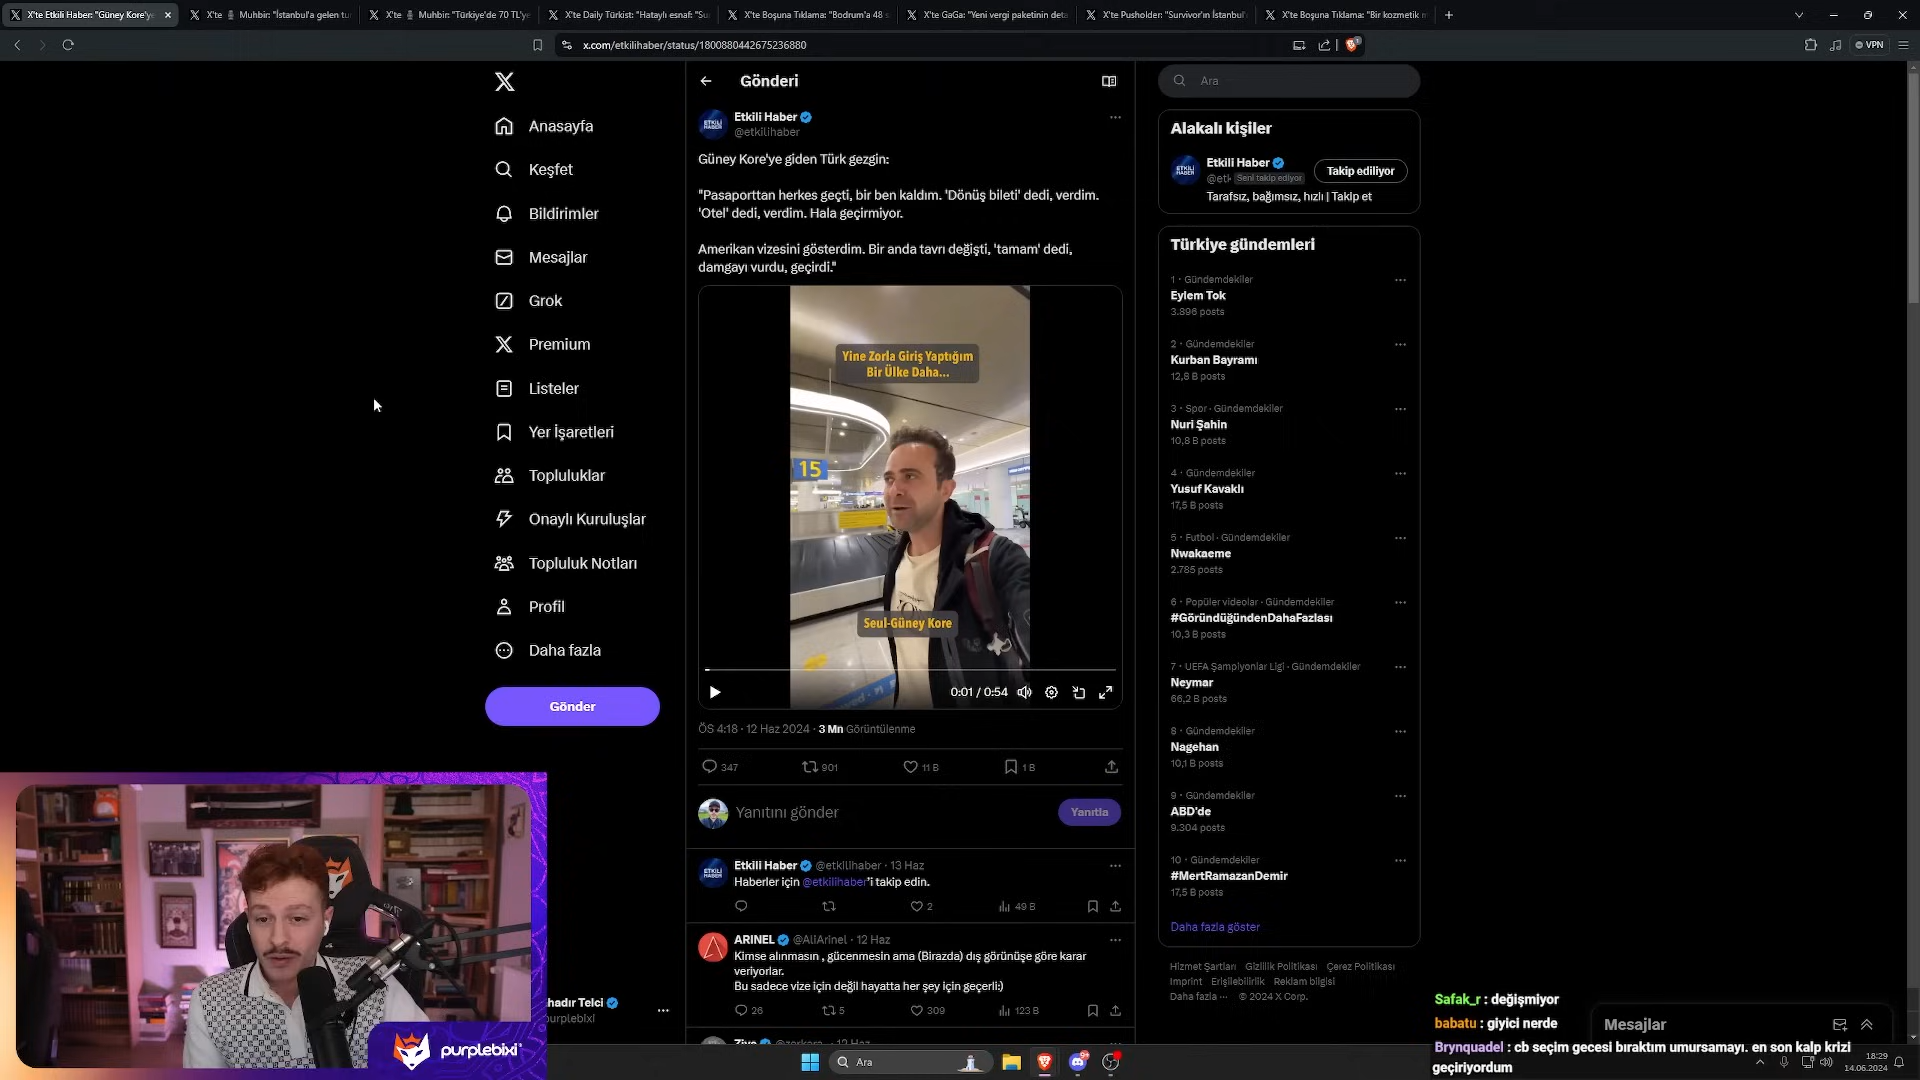 X'te Etkili Haber: "Güney Kore'ye
X'te Muhbir: "İstanbul'a gelen tu
X'te Muhbir: "Türkiye'de 70 TL'ye
X'te Daily Türkist: "Hataylı esnaf: "Su
X'te Boşuna Tıklama: "Bodrum'a 48 s
X'te GaGa: "Yeni vergi paketinin deta
X'te Pusholder: "Survivor'ın İstanbul'
X'te Boşuna Tıklama: "Bir kozmetik m
x.com/etkilihaber/status/1800880442675236880
VPN
Anasayfa
Keşfet
Bildirimler
Mesajlar
Grok
Premium
Listeler
Yer İşaretleri
Topluluklar
Onaylı Kuruluşlar
Topluluk Notları
Profil
Daha fazla
Gönder
hadır Telci
urplebixi
Gönderi
Etkili Haber
@etkilihaber
Güney Kore'ye giden Türk gezgin:
"Pasaporttan herkes geçti, bir ben kaldım. 'Dönüş bileti' dedi, verdim.
'Otel' dedi, verdim. Hala geçirmiyor.
Amerikan vizesini gösterdim. Bir anda tavrı değişti, 'tamam' dedi,
damgayı vurdu, geçirdi."
Yine Zorla Giriş Yaptığım
Bir Ülke Daha...
15
Seul-Güney Kore
0:01 / 0:54
ÖS 4:18 · 12 Haz 2024 · 3 Mn Görüntülenme
347
901
11 B
1 B
Yanıtını gönder
Yanıtla
Etkili Haber @etkilihaber · 13 Haz
Haberler için @etkilihaber'i takip edin.
2
49 B
ARINEL @AliArinel · 12 Haz
Kimse alınmasın , gücenmesin ama (Birazda) dış görünüşe göre karar
veriyorlar.
Bu sadece vize için değil hayatta her şey için geçerli:)
26
5
309
123 B
Ara
Alakalı kişiler
Etkili Haber
@etk Seni takip ediyor
Takip ediliyor
Tarafsız, bağımsız, hızlı | Takip et
Türkiye gündemleri
1 · Gündemdekiler
Eylem Tok
3.896 posts
2 · Gündemdekiler
Kurban Bayramı
12,8 B posts
3 · Spor · Gündemdekiler
Nuri Şahin
10,8 B posts
4 · Gündemdekiler
Yusuf Kavaklı
17,5 B posts
5 · Futbol · Gündemdekiler
Nwakaeme
2.785 posts
6 · Popüler videolar · Gündemdekiler
#GöründüğündenDahaFazlası
10,3 B posts
7 · UEFA Şampiyonlar Ligi · Gündemdekiler
Neymar
66,2 B posts
8 · Gündemdekiler
Nagehan
10,1 B posts
9 · Gündemdekiler
ABD'de
9.304 posts
10 · Gündemdekiler
#MertRamazanDemir
17,5 B posts
Daha fazla göster
Hizmet Şartları Gizlilik Politikası Çerez Politikası
Imprint Erişilebilirlik Reklam bilgisi
Daha fazla ··· © 2024 X Corp.
Mesajlar
Safak_r : değişmiyor
babatu : giyici nerde
Brynquadel : cb seçim gecesi bıraktım umursamayı. en son kalp krizi
geçiriyordum
purplebixi
Ara
18:29
14.06.2024